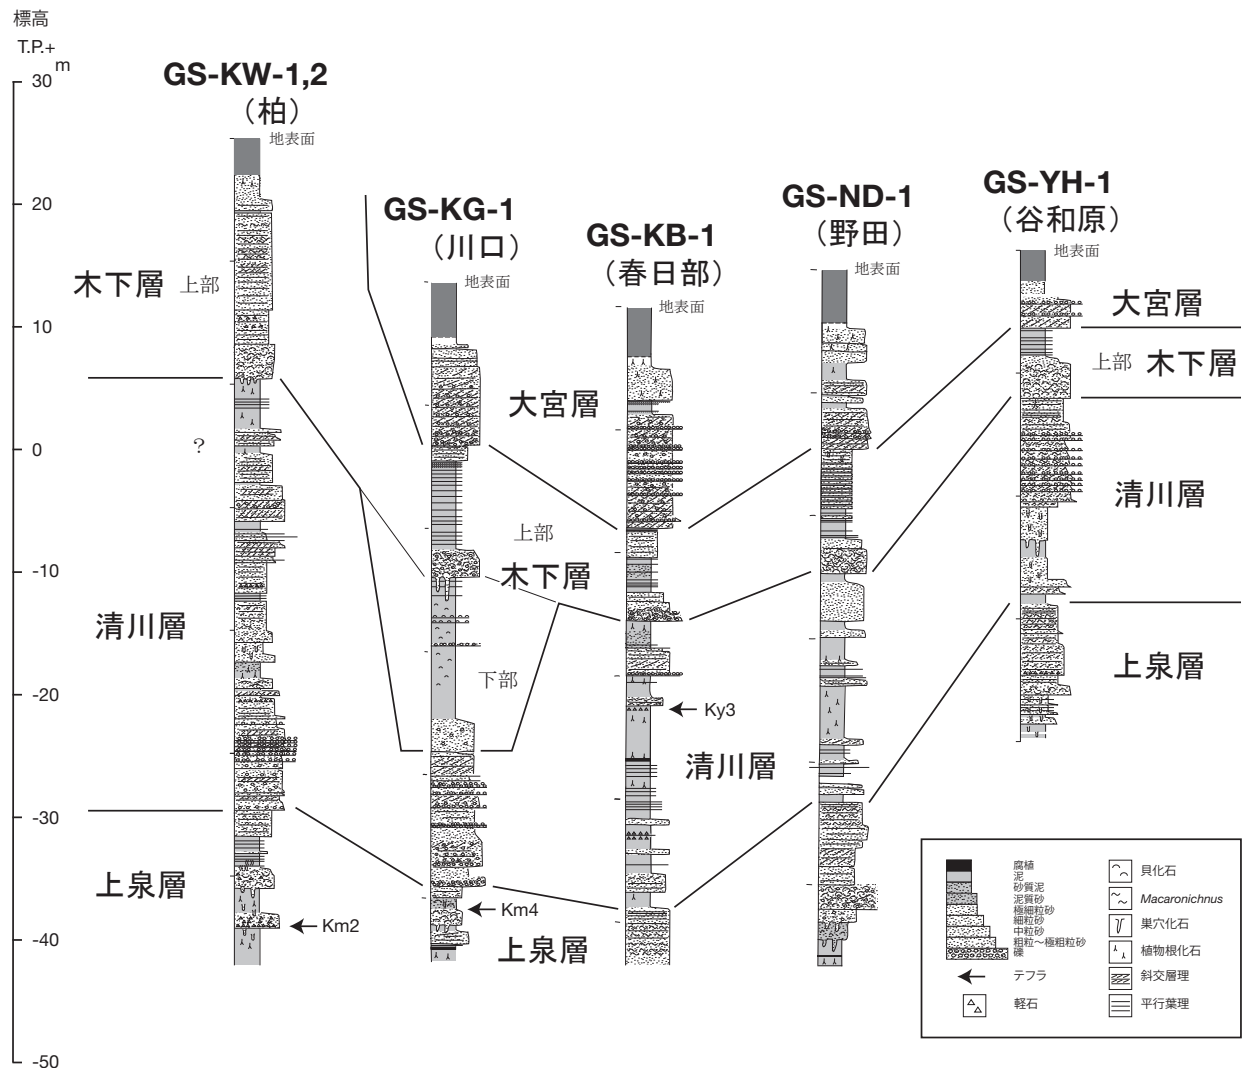 標高
T.P.+
m
30
20
10
0
-10
-20
-30
-40
-50
GS-KW-1,2
(柏)
地表面
GS-KG-1
(川口)
地表面
GS-KB-1
(春日部)
地表面
GS-ND-1
(野田)
地表面
GS-YH-1
(谷和原)
地表面
木下層 上部
?
清川層
上泉層
Km2
大宮層
上部
木下層
下部
Ky3
清川層
Km4
上泉層
大宮層
上部 木下層
清川層
上泉層
腐植
泥
砂質泥
泥質砂
極細粒砂
細粒砂
中粒砂
粗粒〜極粗粒砂
礫
テフラ
軽石
貝化石
Macaronichnus
巣穴化石
植物根化石
斜交層理
平行葉理